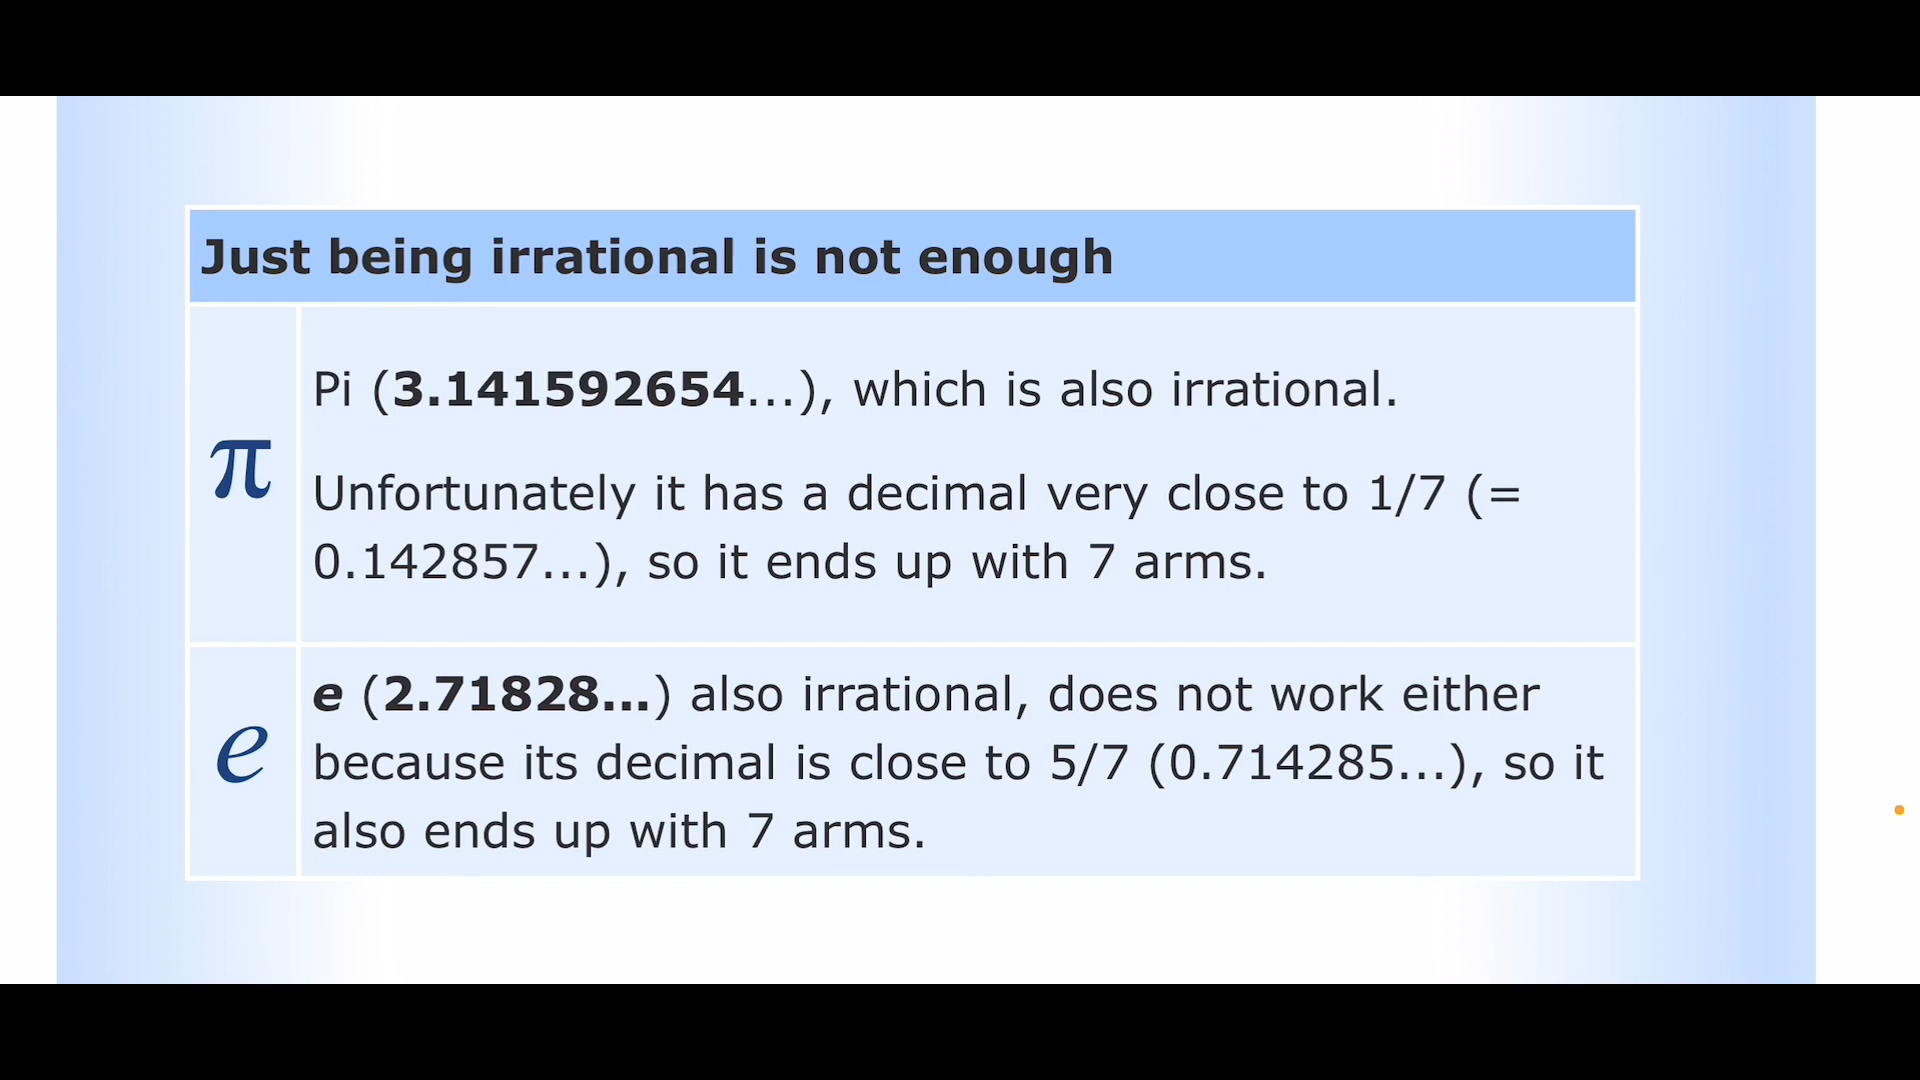 Just being irrational is not enough
π
Pi (3.141592654...), which is also irrational.
Unfortunately it has a decimal very close to 1/7 (=
0.142857...), so it ends up with 7 arms.
e
e (2.71828...) also irrational, does not work either
because its decimal is close to 5/7 (0.714285...), so it
also ends up with 7 arms.